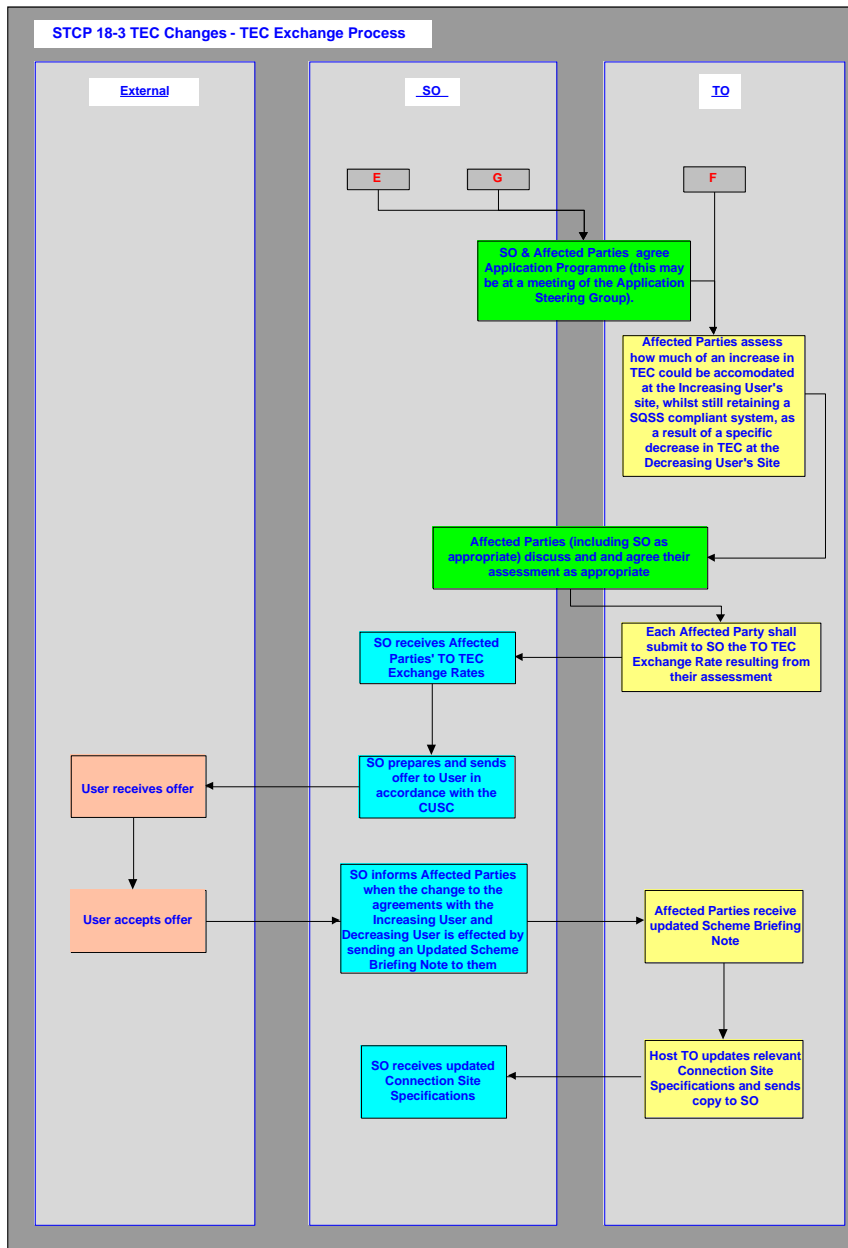 STCP 18-3 TEC Changes - TEC Exchange Process
External
SO
TO
E
G
F
SO & Affected Parties agree
Application Programme (this may
be at a meeting of the Application
Steering Group).
Affected Parties assess
how much of an increase in
TEC could be accomodated
at the Increasing User's
site, whilst still retaining a
SQSS compliant system, as
a result of a specific
decrease in TEC at the
Decreasing User's Site
Affected Parties (including SO as
appropriate) discuss and and agree their
assessment as appropriate
Each Affected Party shall
submit to SO the TO TEC
Exchange Rate resulting from
their assessment
SO receives Affected
Parties' TO TEC
Exchange Rates
SO prepares and sends
offer to User in
accordance with the
CUSC
User receives offer
User accepts offer
SO informs Affected Parties
when the change to the
agreements with the
Increasing User and
Decreasing User is effected by
sending an Updated Scheme
Briefing Note to them
Affected Parties receive
updated Scheme Briefing
Note
Host TO updates relevant
Connection Site
Specifications and sends
copy to SO
SO receives updated
Connection Site
Specifications